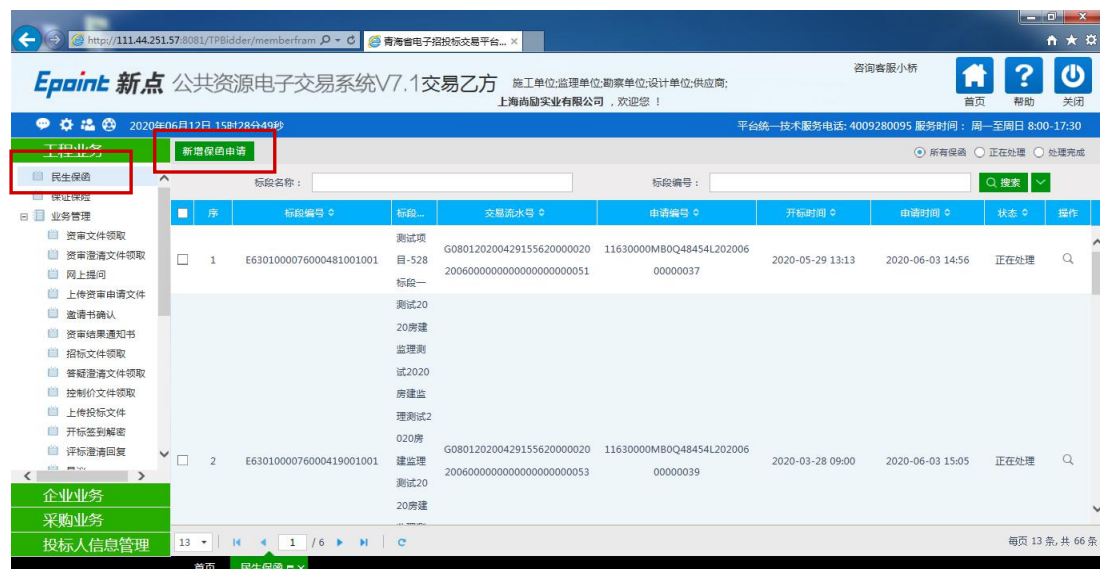 http://111.44.251.57:8081/TPBidder/memberfram
青海省电子招投标交易平台... ×
Epoint 新点 公共资源电子交易系统V7.1交易乙方
施工单位;监理单位;勘察单位;设计单位;供应商;
上海尚勋实业有限公司 , 欢迎您 !
咨询客服小桥
首页 帮助 关闭
2020年06月12日 15时28分49秒
平台统一技术服务电话: 4009280095 服务时间： 周一至周日 8:00-17:30
工程业务
新增保函申请
所有保函 正在处理 处理完成
民生保函
标段名称： 标段编号： 搜索
保证保险
业务管理
资审文件领取
资审澄清文件领取
网上提问
上传资审申请文件
邀请书确认
资审结果通知书
招标文件领取
答疑澄清文件领取
控制价文件领取
上传投标文件
开标签到解密
评标澄清回复
企业业务
采购业务
投标人信息管理
序 标段编号 标段... 交易流水号 申请编号 开标时间 申请时间 状态 操作
1 E6301000076000481001001
测试项
目-528
标段一
G080120200429155620000020
2006000000000000000000051
11630000MB0Q48454L202006
00000037
2020-05-29 13:13 2020-06-03 14:56 正在处理
2 E6301000076000419001001
测试20
20房建
监理测
试2020
房建监
理测试2
020房
建监理
测试20
20房建
G080120200429155620000020
2006000000000000000000053
11630000MB0Q48454L202006
00000039
2020-03-28 09:00 2020-06-03 15:05 正在处理
13 1 / 6
每页 13 条, 共 66 条
首页 民生保函